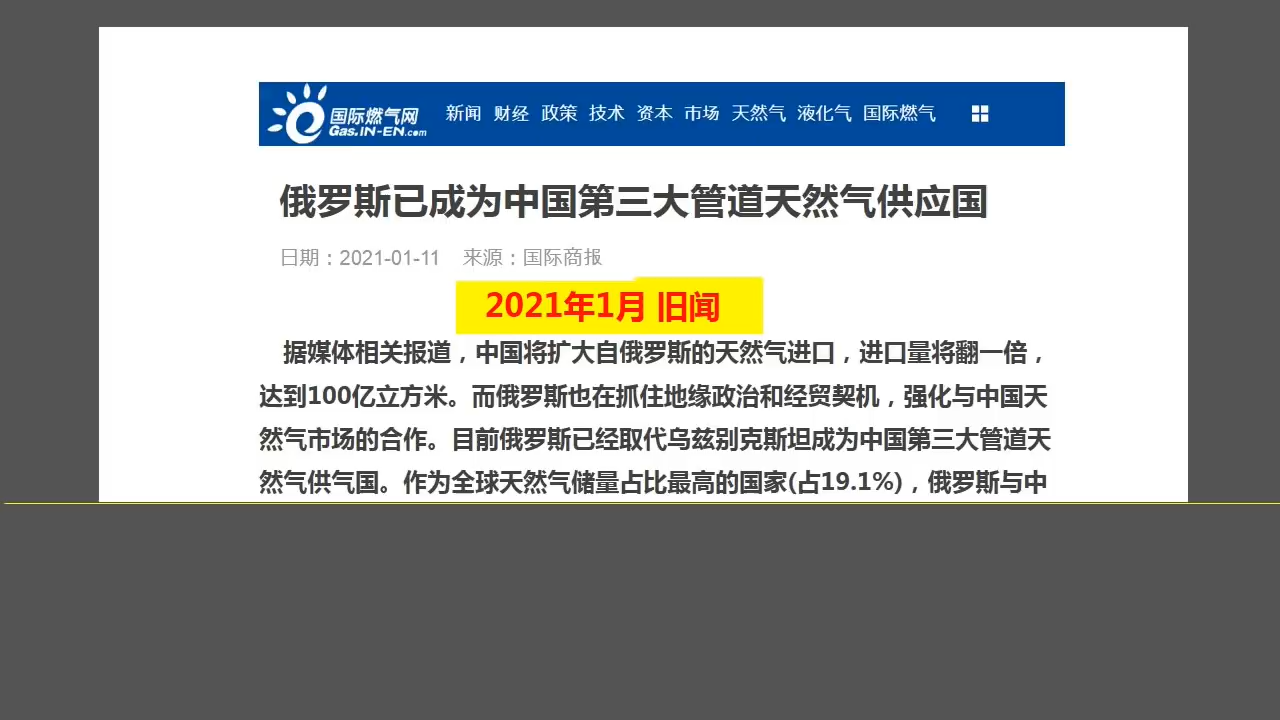 国际燃气网
Gas.IN-EN.com
新闻 财经 政策 技术 资本 市场 天然气 液化气 国际燃气
俄罗斯已成为中国第三大管道天然气供应国
日期：2021-01-11 来源：国际商报
2021年1月 旧闻
据媒体相关报道，中国将扩大自俄罗斯的天然气进口，进口量将翻一倍，
达到100亿立方米。而俄罗斯也在抓住地缘政治和经贸契机，强化与中国天
然气市场的合作。目前俄罗斯已经取代乌兹别克斯坦成为中国第三大管道天
然气供气国。作为全球天然气储量占比最高的国家(占19.1%)，俄罗斯与中